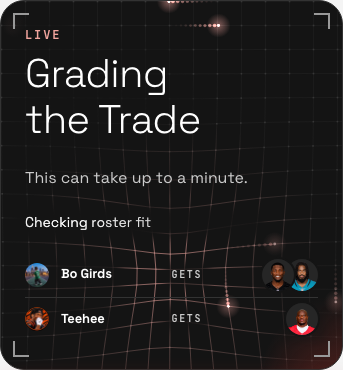 LIVE
Grading
the Trade
This can take up to a minute.
Checking roster fit
Bo Girds GETS
Teehee GETS